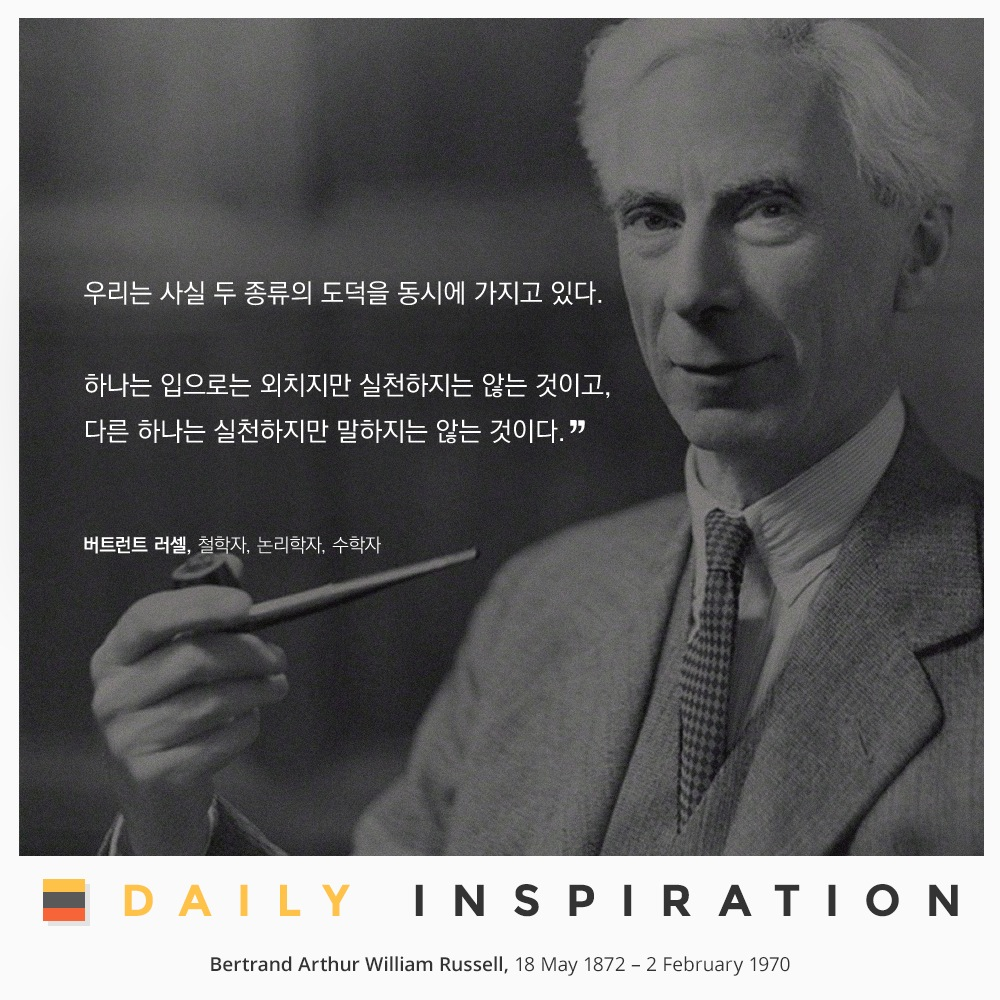 우리는 사실 두 종류의 도덕을 동시에 가지고 있다.
하나는 입으로는 외치지만 실천하지는 않는 것이고,
다른 하나는 실천하지만 말하지는 않는 것이다.❞
버트런트 러셀, 철학자, 논리학자, 수학자
DAILY INSPIRATION
Bertrand Arthur William Russell, 18 May 1872 – 2 February 1970